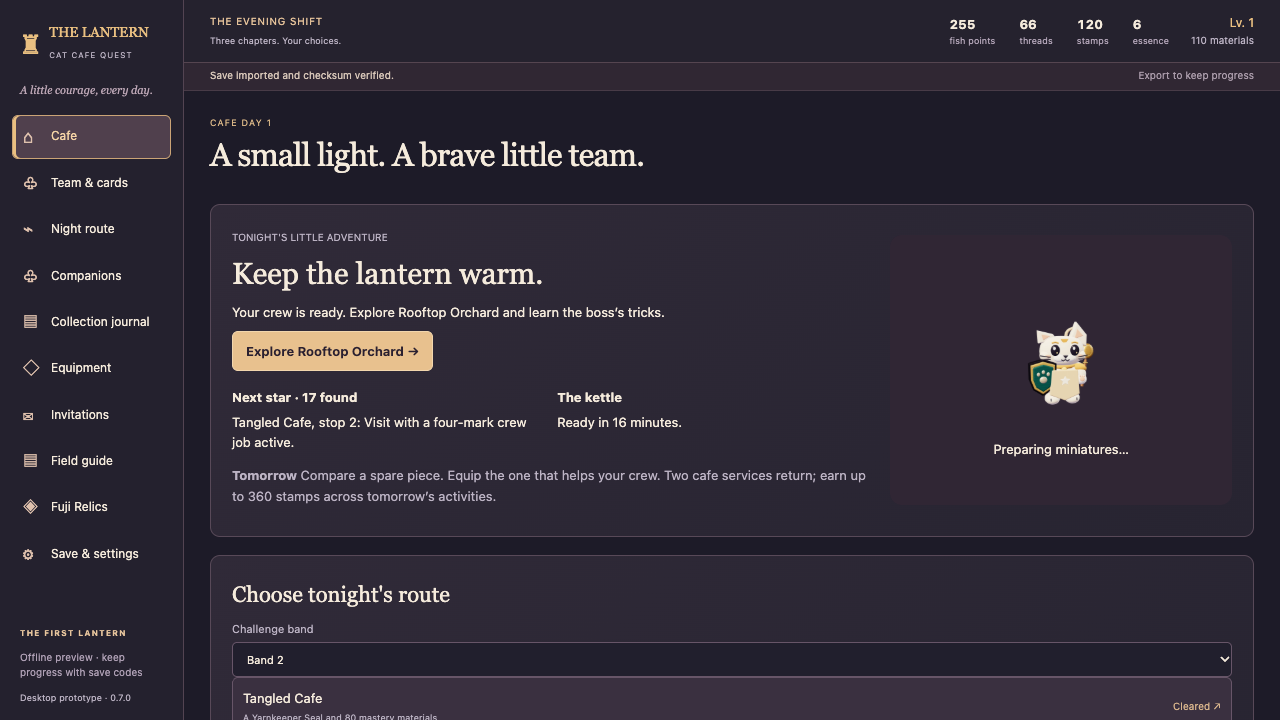 THE LANTERN
CAT CAFE QUEST
A little courage, every day.
Cafe
Team & cards
Night route
Companions
Collection journal
Equipment
Invitations
Field guide
Fuji Relics
Save & settings
THE FIRST LANTERN
Offline preview · keep
progress with save codes
Desktop prototype · 0.7.0
THE EVENING SHIFT
Three chapters. Your choices.
255
fish points
66
threads
120
stamps
6
essence
Lv. 1
110 materials
Save imported and checksum verified.
Export to keep progress
CAFE DAY 1
A small light. A brave little team.
TONIGHT'S LITTLE ADVENTURE
Keep the lantern warm.
Your crew is ready. Explore Rooftop Orchard and learn the boss’s tricks.
Explore Rooftop Orchard →
Next star · 17 found
Tangled Cafe, stop 2: Visit with a four-mark crew
job active.
The kettle
Ready in 16 minutes.
Tomorrow Compare a spare piece. Equip the one that helps your crew. Two cafe services return; earn up
to 360 stamps across tomorrow’s activities.
Preparing miniatures…
Choose tonight's route
Challenge band
Band 2
Tangled Cafe
A Yarnkeeper Seal and 80 mastery materials
Cleared ↗